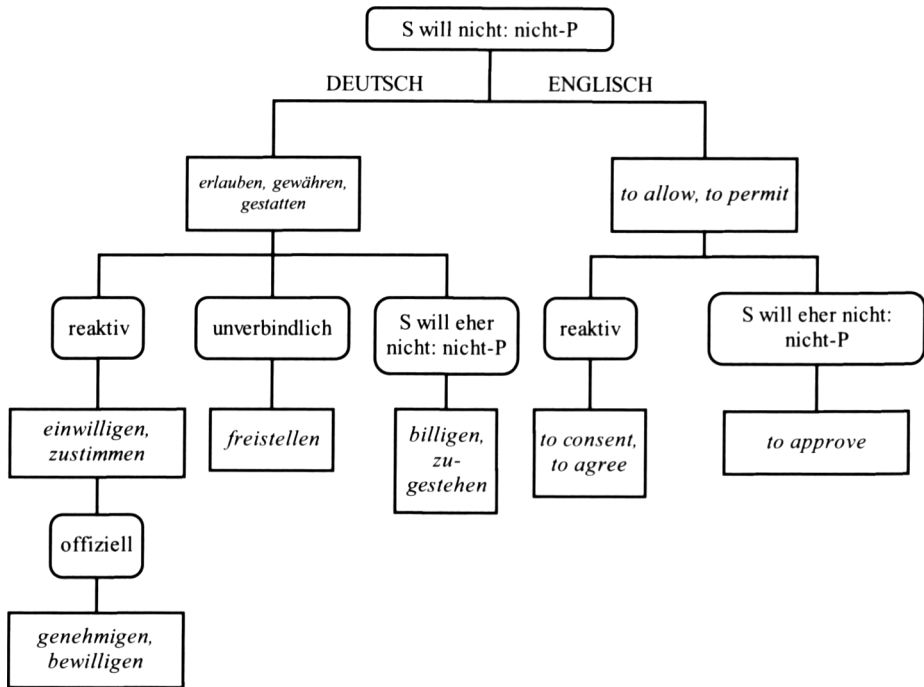 S will nicht: nicht-P
DEUTSCH
ENGLISCH
erlauben, gewähren,
gestatten
to allow, to permit
reaktiv
unverbindlich
S will eher
nicht: nicht-P
reaktiv
S will eher nicht:
nicht-P
einwilligen,
zustimmen
freistellen
billigen,
zu-
gestehen
to consent,
to agree
to approve
offiziell
genehmigen,
bewilligen